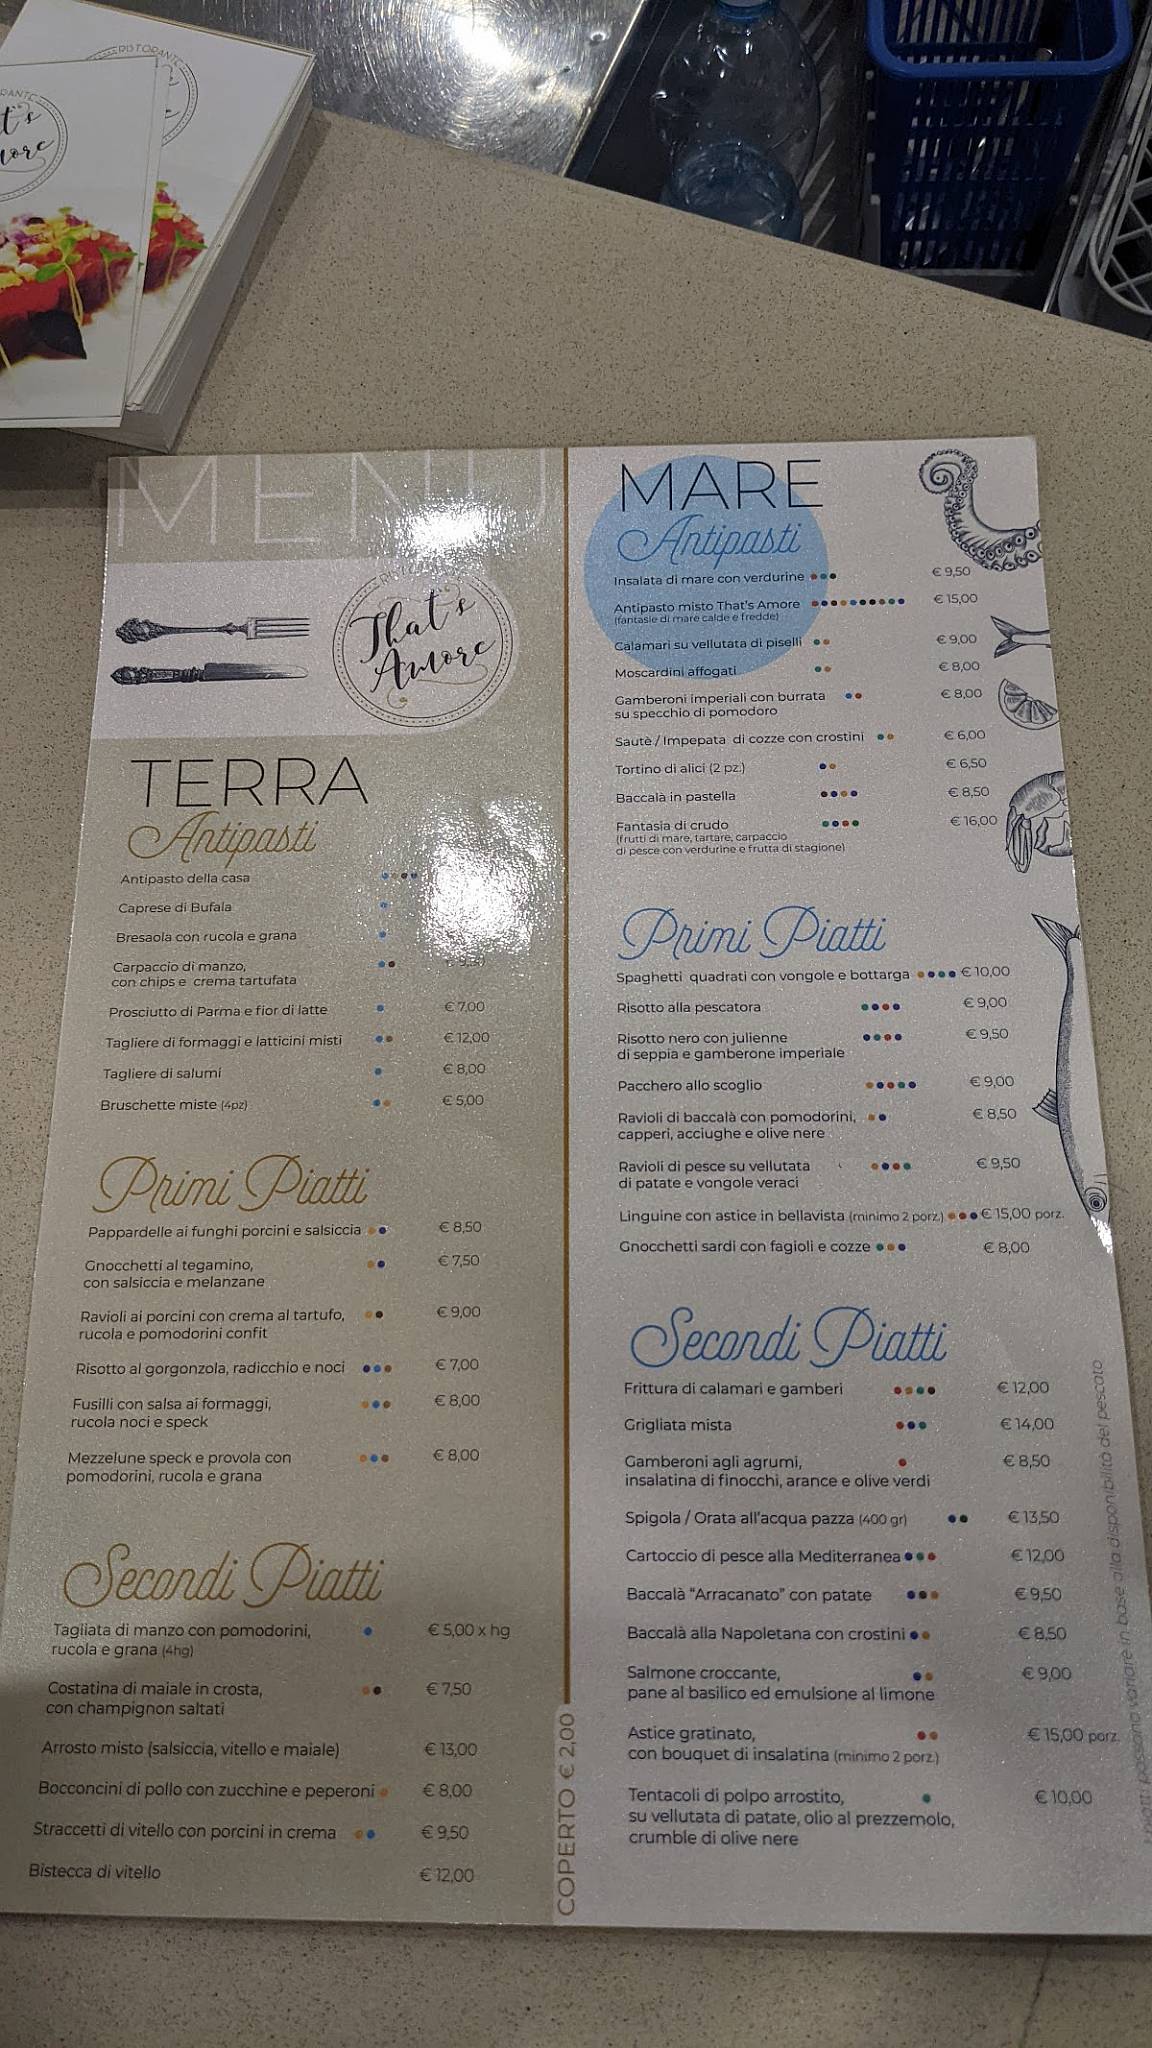 RISTORANTE
That's
Amore
MENU
That's
Amore
TERRA
Antipasti
Antipasto della casa
Caprese di Bufala
Bresaola con rucola e grana
Carpaccio di manzo,
con chips e crema tartufata
Prosciutto di Parma e fior di latte € 7,00
Tagliere di formaggi e latticini misti € 12,00
Tagliere di salumi € 8,00
Bruschette miste (4pz) € 5,00
Primi Piatti
Pappardelle ai funghi porcini e salsiccia € 8,50
Gnocchetti al tegamino, € 7,50
con salsiccia e melanzane
Ravioli ai porcini con crema al tartufo, € 9,00
rucola e pomodorini confit
Risotto al gorgonzola, radicchio e noci € 7,00
Fusilli con salsa ai formaggi, € 8,00
rucola noci e speck
Mezzelune speck e provola con € 8,00
pomodorini, rucola e grana
Secondi Piatti
Tagliata di manzo con pomodorini, € 5,00 x hg
rucola e grana (4hg)
Costatina di maiale in crosta, € 7,50
con champignon saltati
Arrosto misto (salsiccia, vitello e maiale) € 13,00
Bocconcini di pollo con zucchine e peperoni € 8,00
Straccetti di vitello con porcini in crema € 9,50
Bistecca di vitello € 12,00
COPERTO € 2,00
MARE
Antipasti
Insalata di mare con verdurine € 9,50
Antipasto misto That's Amore € 15,00
(fantasie di mare calde e fredde)
Calamari su vellutata di piselli € 9,00
Moscardini affogati € 8,00
Gamberoni imperiali con burrata € 8,00
su specchio di pomodoro
Sautè / Impepata di cozze con crostini € 6,00
Tortino di alici (2 pz.) € 6,50
Baccalà in pastella € 8,50
Fantasia di crudo € 16,00
(frutti di mare, tartare, carpaccio
di pesce con verdurine e frutta di stagione)
Primi Piatti
Spaghetti quadrati con vongole e bottarga € 10,00
Risotto alla pescatora € 9,00
Risotto nero con julienne € 9,50
di seppia e gamberone imperiale
Pacchero allo scoglio € 9,00
Ravioli di baccalà con pomodorini, € 8,50
capperi, acciughe e olive nere
Ravioli di pesce su vellutata € 9,50
di patate e vongole veraci
Linguine con astice in bellavista (minimo 2 porz.) € 15,00 porz.
Gnocchetti sardi con fagioli e cozze € 8,00
Secondi Piatti
Frittura di calamari e gamberi € 12,00
Grigliata mista € 14,00
Gamberoni agli agrumi, € 8,50
insalatina di finocchi, arance e olive verdi
Spigola / Orata all'acqua pazza (400 gr) € 13,50
Cartoccio di pesce alla Mediterranea € 12,00
Baccalà "Arracanato" con patate € 9,50
Baccalà alla Napoletana con crostini € 8,50
Salmone croccante, € 9,00
pane al basilico ed emulsione al limone
Astice gratinato, € 15,00 porz.
con bouquet di insalatina (minimo 2 porz.)
Tentacoli di polpo arrostito, € 10,00
su vellutata di patate, olio al prezzemolo,
crumble di olive nere
I piatti possono variare in base alla disponibilità del pescato